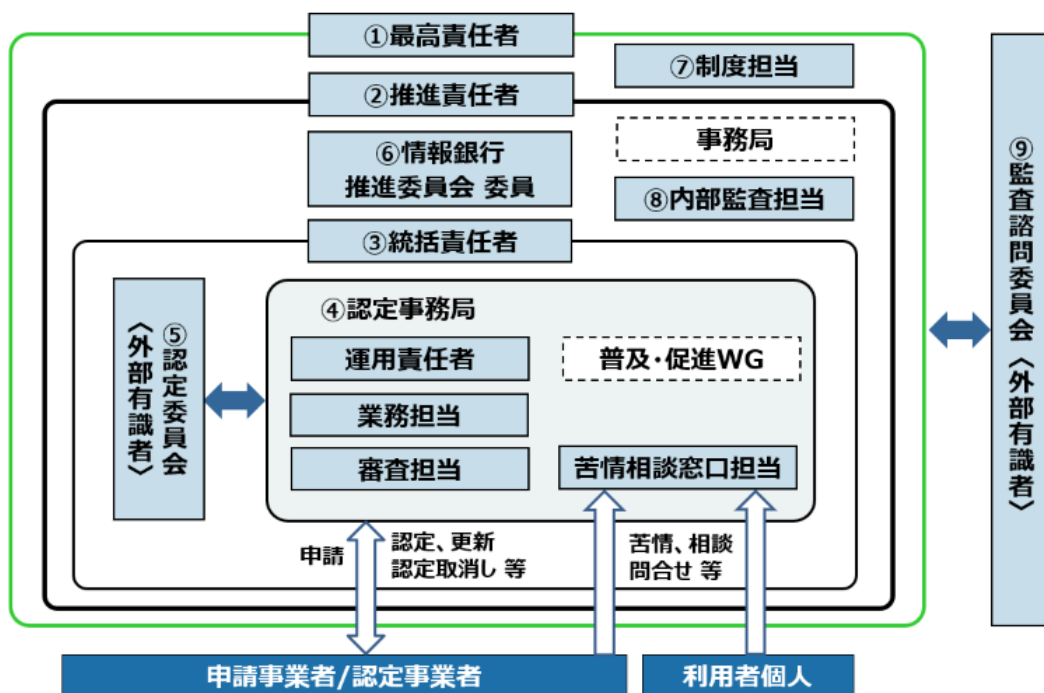 ①最高責任者
⑦制度担当
②推進責任者
事務局
⑥情報銀行
推進委員会 委員
⑧内部監査担当
③統括責任者
⑨監査諮問委員会〈外部有識者〉
⑤認定委員会
〈外部有識者〉
④認定事務局
運用責任者
普及・促進WG
業務担当
審査担当
苦情相談窓口担当
申請
認定、更新
認定取消し 等
苦情、相談
問合せ 等
申請事業者/認定事業者
利用者個人